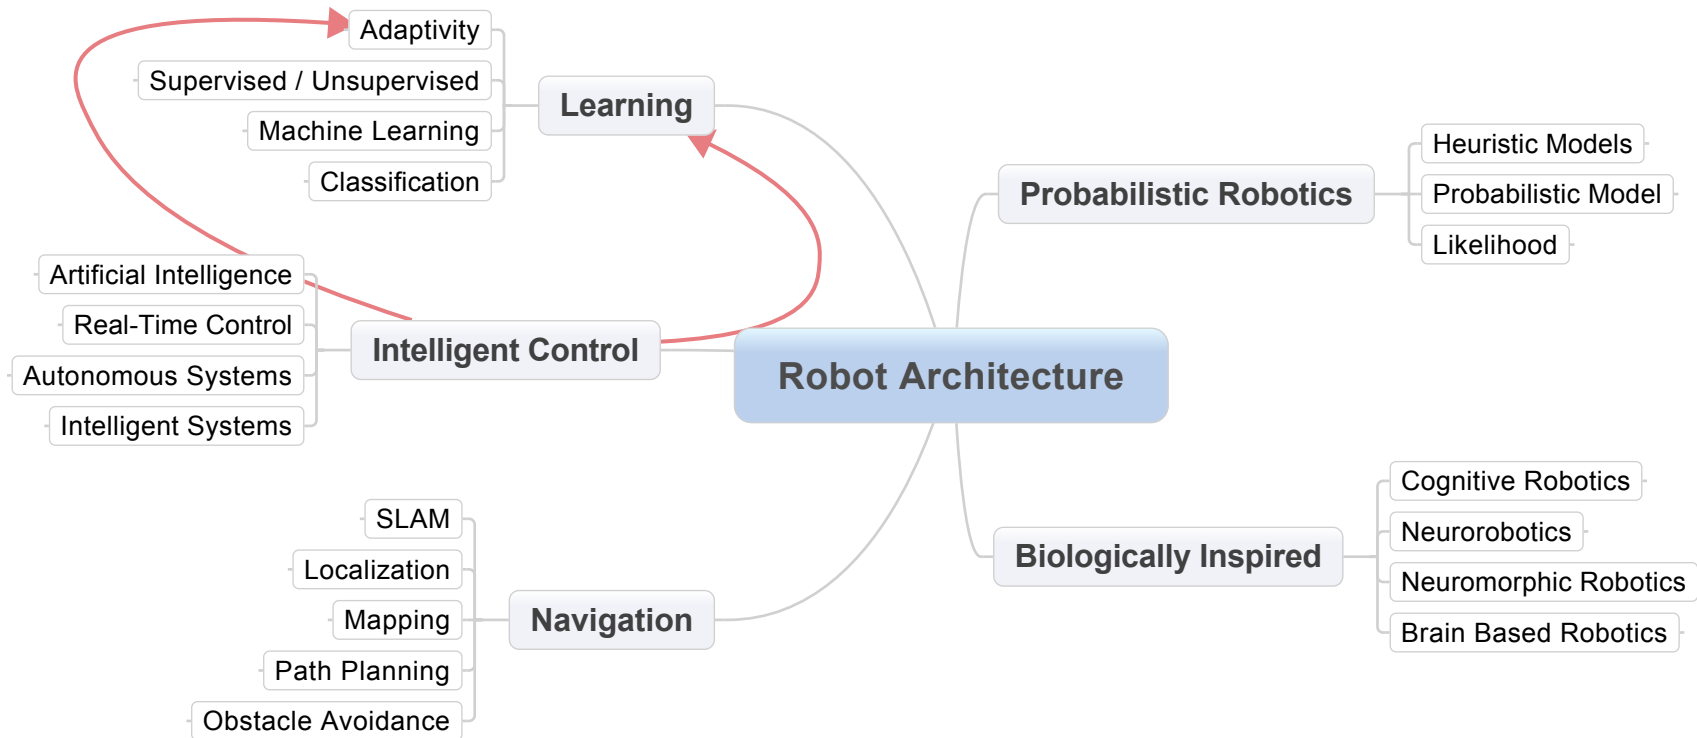 Adaptivity
Supervised / Unsupervised
Machine Learning
Classification
Learning
Artificial Intelligence
Real-Time Control
Autonomous Systems
Intelligent Systems
Intelligent Control
SLAM
Localization
Mapping
Path Planning
Obstacle Avoidance
Navigation
Robot Architecture
Probabilistic Robotics
Heuristic Models
Probabilistic Model
Likelihood
Biologically Inspired
Cognitive Robotics
Neurorobotics
Neuromorphic Robotics
Brain Based Robotics